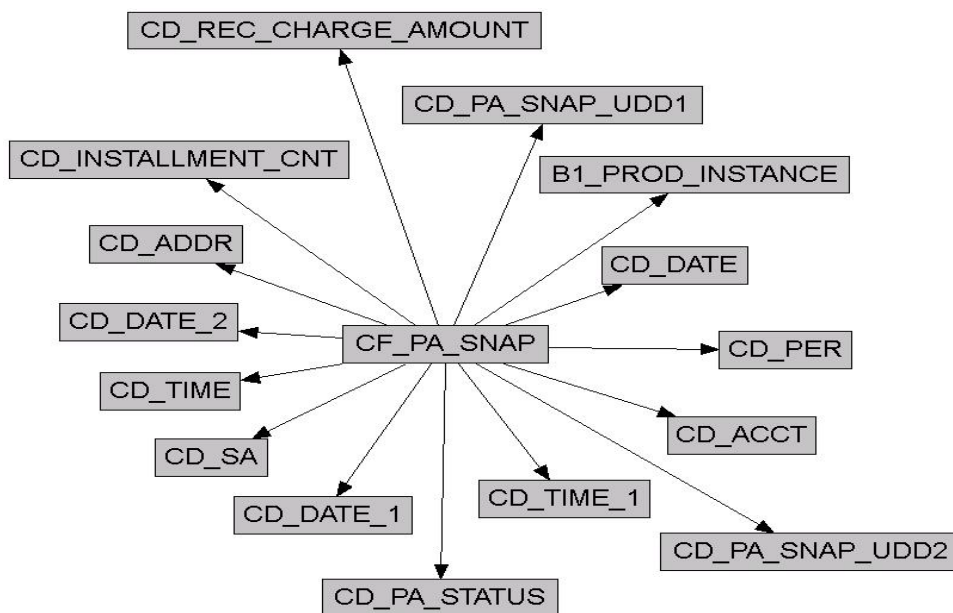 CD_REC_CHARGE_AMOUNT
CD_PA_SNAP_UDD1
CD_INSTALLMENT_CNT
B1_PROD_INSTANCE
CD_ADDR
CD_DATE
CD_DATE_2
CF_PA_SNAP
CD_PER
CD_TIME
CD_ACCT
CD_SA
CD_DATE_1
CD_TIME_1
CD_PA_SNAP_UDD2
CD_PA_STATUS